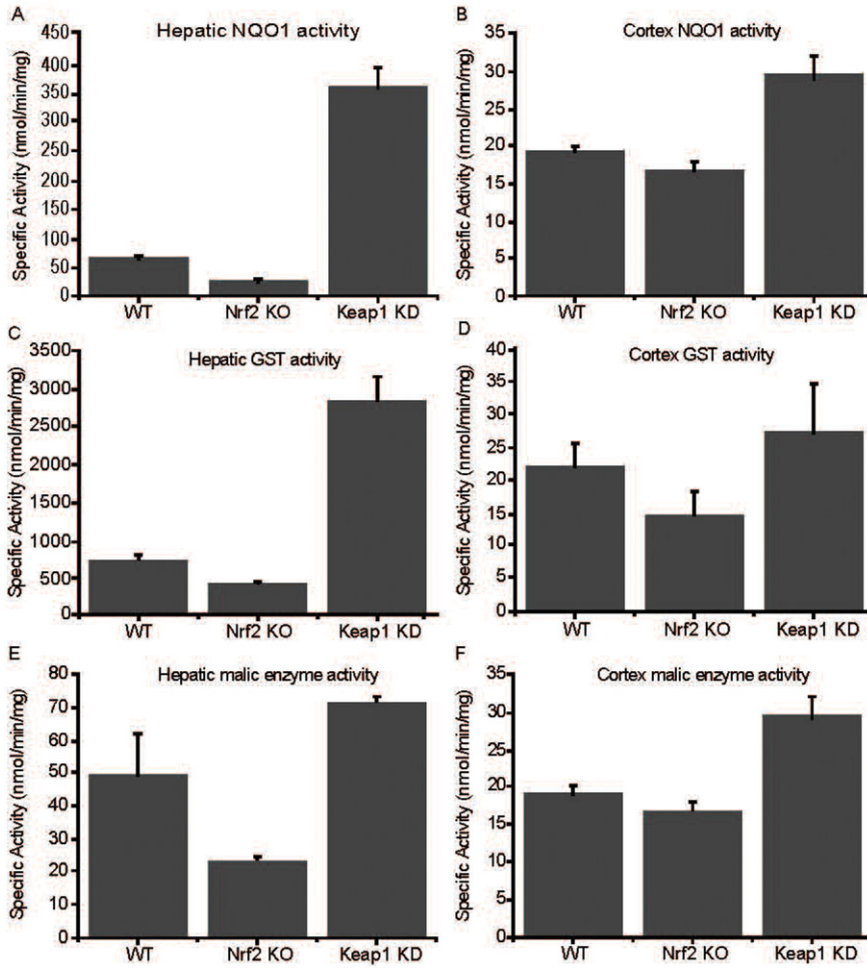 A
Hepatic NQO1 activity
Specific Activity (nmol/min/mg)
450
400
350
300
350
200
150
100
50
0
WT Nrf2 KO Keap1 KD
B
Cortex NQO1 activity
Specific Activity (nmol/min/mg)
35
30
25
20
15
10
5
0
WT Nrf2 KO Keap1 KD
C
Hepatic GST activity
Specific Activity (nmol/min/mg)
3500
3000
2500
2000
1500
1000
500
0
WT Nrf2 KO Keap1 KD
D
Cortex GST activity
Specific Activity (nmol/min/mg)
40
35
30
25
20
15
10
5
0
WT Nrf2 KO Keap1 KD
E
Hepatic malic enzyme activity
Specific Activity (nmol/min/mg)
80
70
60
50
40
30
20
10
0
WT Nrf2 KO Keap1 KD
F
Cortex malic enzyme activity
Specific Activity (nmol/min/mg)
35
30
25
20
15
10
5
0
WT Nrf2 KO Keap1 KD